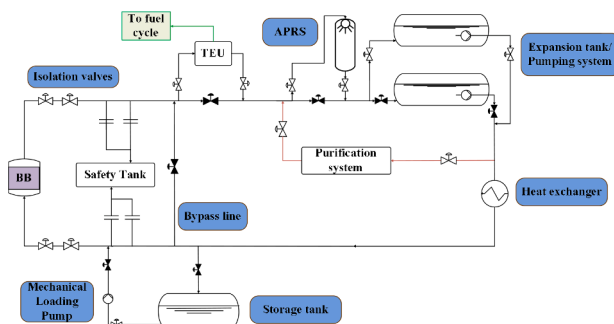 To fuel
cycle
TEU
APRS
Expansion tank/
Pumping system
Isolation valves
BB
Safety Tank
Purification
system
Bypass line
Heat exchanger
Mechanical
Loading
Pump
Storage tank